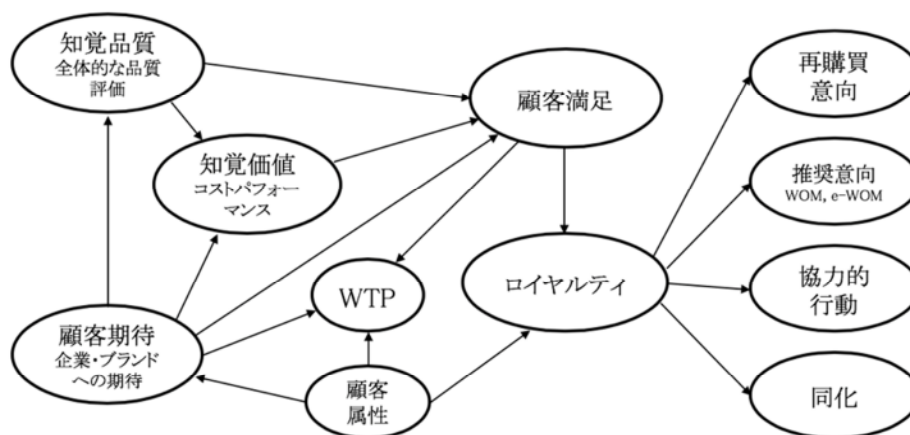 知覚品質
全体的な品質
評価
顧客満足
再購買
意向
知覚価値
コストパフォー
マンス
推奨意向
WOM, e-WOM
WTP
ロイヤルティ
協力的
行動
顧客期待
企業・ブランド
への期待
顧客
属性
同化